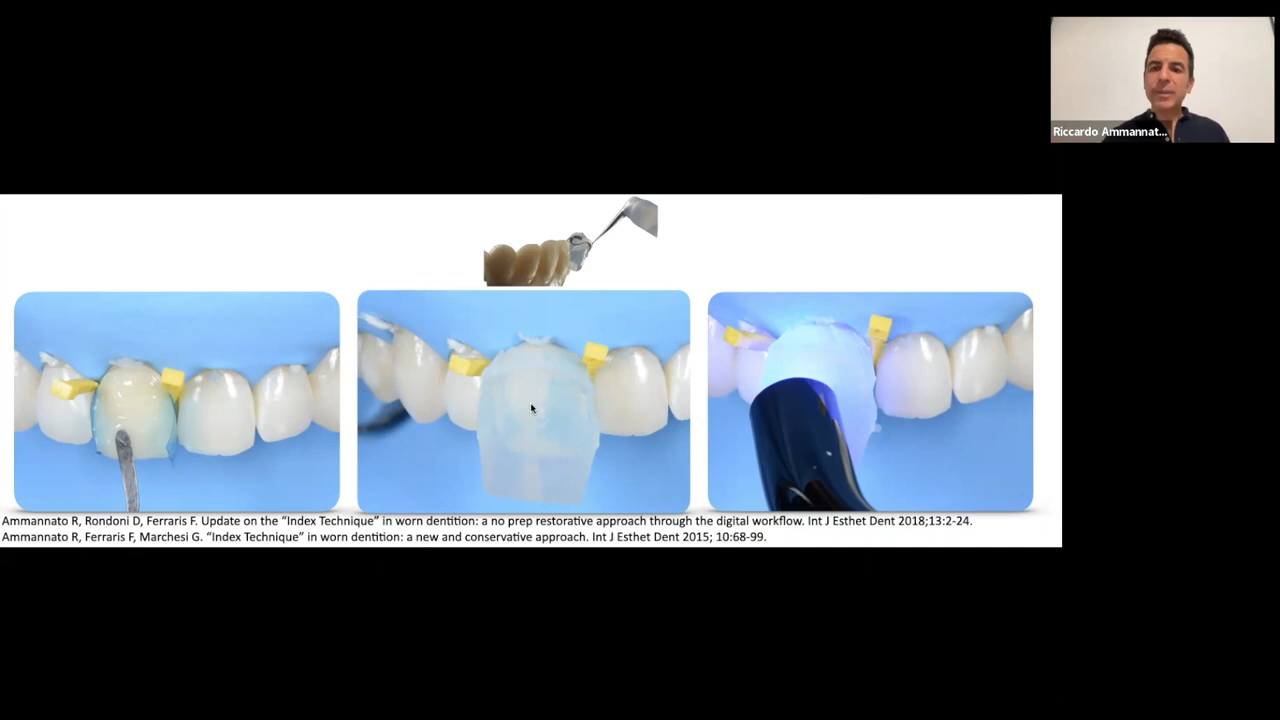 Riccardo Ammannat...
Ammannato R, Rondoni D, Ferraris F. Update on the “Index Technique” in worn dentition: a no prep restorative approach through the digital workflow. Int J Esthet Dent 2018;13:2-24.
Ammannato R, Ferraris F, Marchesi G. “Index Technique” in worn dentition: a new and conservative approach. Int J Esthet Dent 2015; 10:68-99.